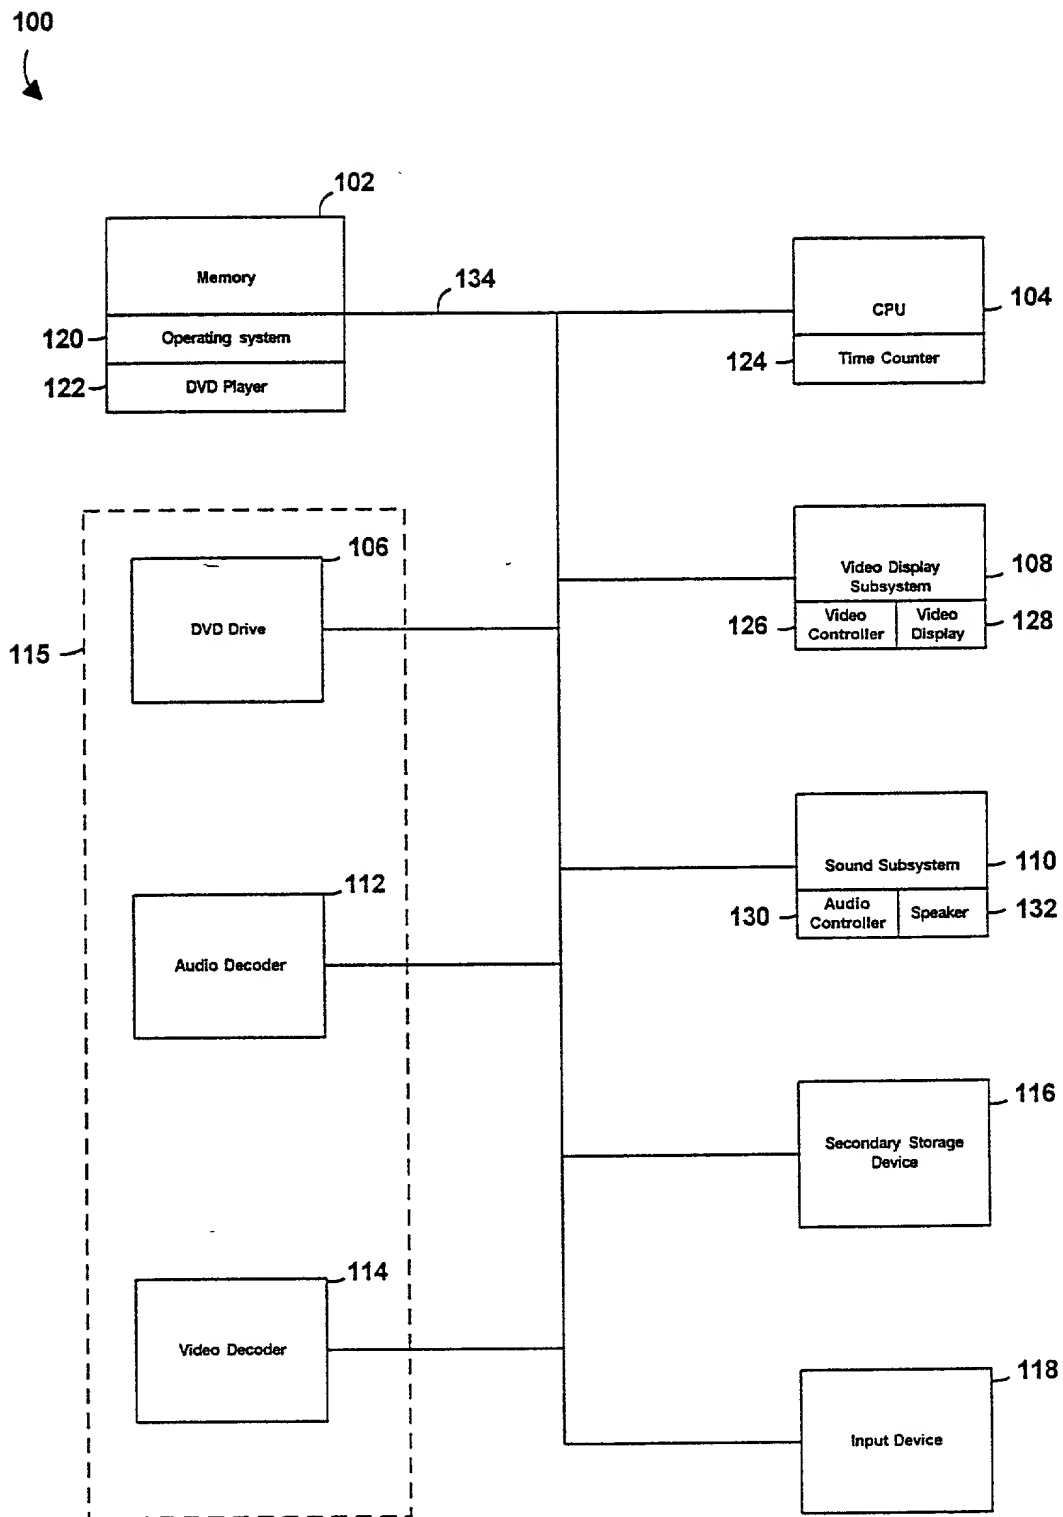 100
102
Memory
134
120
Operating system
122
DVD Player
CPU
104
124
Time Counter
106
DVD Drive
115
Video Display
Subsystem
108
126
Video
Controller
Video
Display
128
112
Audio Decoder
Sound Subsystem
110
130
Audio
Controller
Speaker
132
116
Secondary Storage
Device
114
Video Decoder
118
Input Device